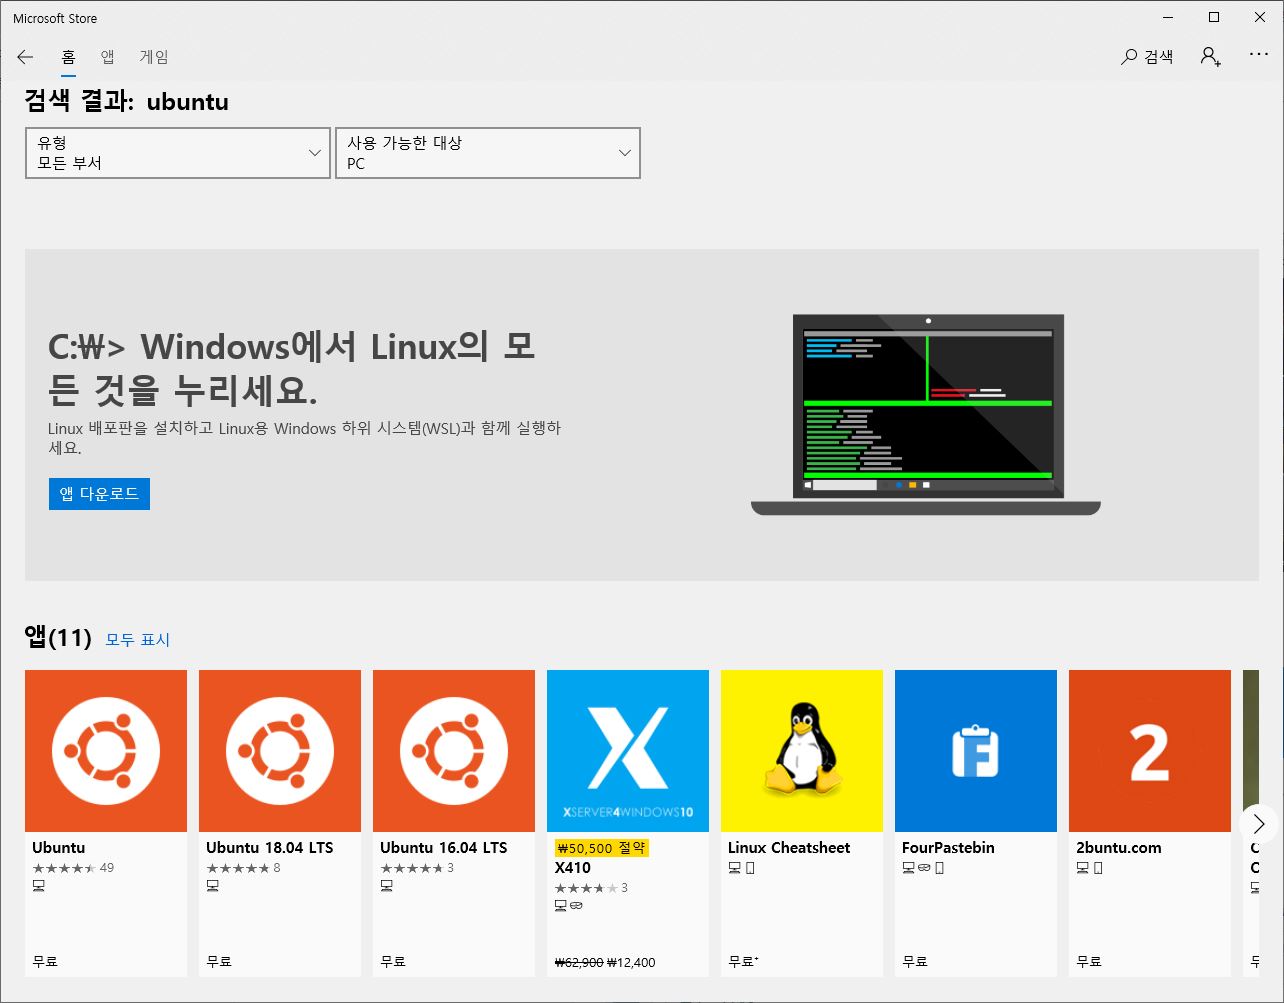 Microsoft Store
홈 앱 게임 검색
검색 결과: ubuntu
유형
모든 부서
사용 가능한 대상
PC
C:₩> Windows에서 Linux의 모
든 것을 누리세요.
Linux 배포판을 설치하고 Linux용 Windows 하위 시스템(WSL)과 함께 실행하
세요.
앱 다운로드
앱(11) 모두 표시
Ubuntu
49
무료
Ubuntu 18.04 LTS
8
무료
Ubuntu 16.04 LTS
3
무료
X
XSERVER4WINDOWS10
₩50,500 절약
X410
3
₩62,900 ₩12,400
Linux Cheatsheet
무료+
F
FourPastebin
무료
2
2buntu.com
무료